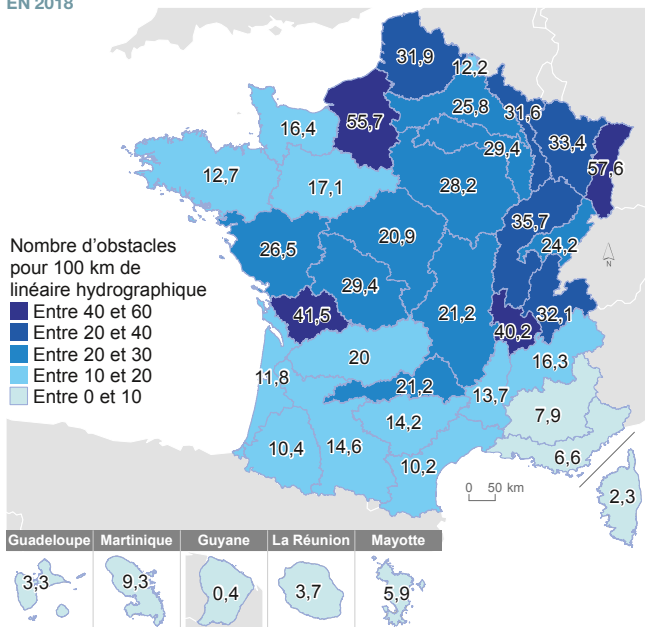 EN 2018
31,9
12,2
25,8
31,6
55,7
16,4
33,4
29,4
57,6
12,7
17,1
28,2
35,7
20,9
26,5
24,2
N
Nombre d'obstacles
pour 100 km de
linéaire hydrographique
Entre 40 et 60
Entre 20 et 40
Entre 20 et 30
Entre 10 et 20
Entre 0 et 10
29,4
41,5
21,2
32,1
40,2
20
16,3
11,8
21,2
13,7
14,2
7,9
10,4
14,6
10,2
6,6
0 50 km
2,3
Guadeloupe Martinique Guyane La Réunion Mayotte
3,3 9,3 0,4 3,7 5,9